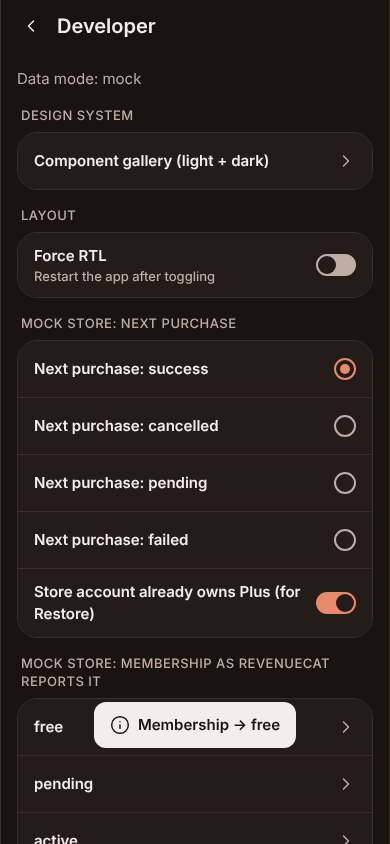 Developer
Data mode: mock
DESIGN SYSTEM
Component gallery (light + dark)
LAYOUT
Force RTL
Restart the app after toggling
MOCK STORE: NEXT PURCHASE
Next purchase: success
Next purchase: cancelled
Next purchase: pending
Next purchase: failed
Store account already owns Plus (for
Restore)
MOCK STORE: MEMBERSHIP AS REVENUECAT
REPORTS IT
free
Membership → free
pending
active